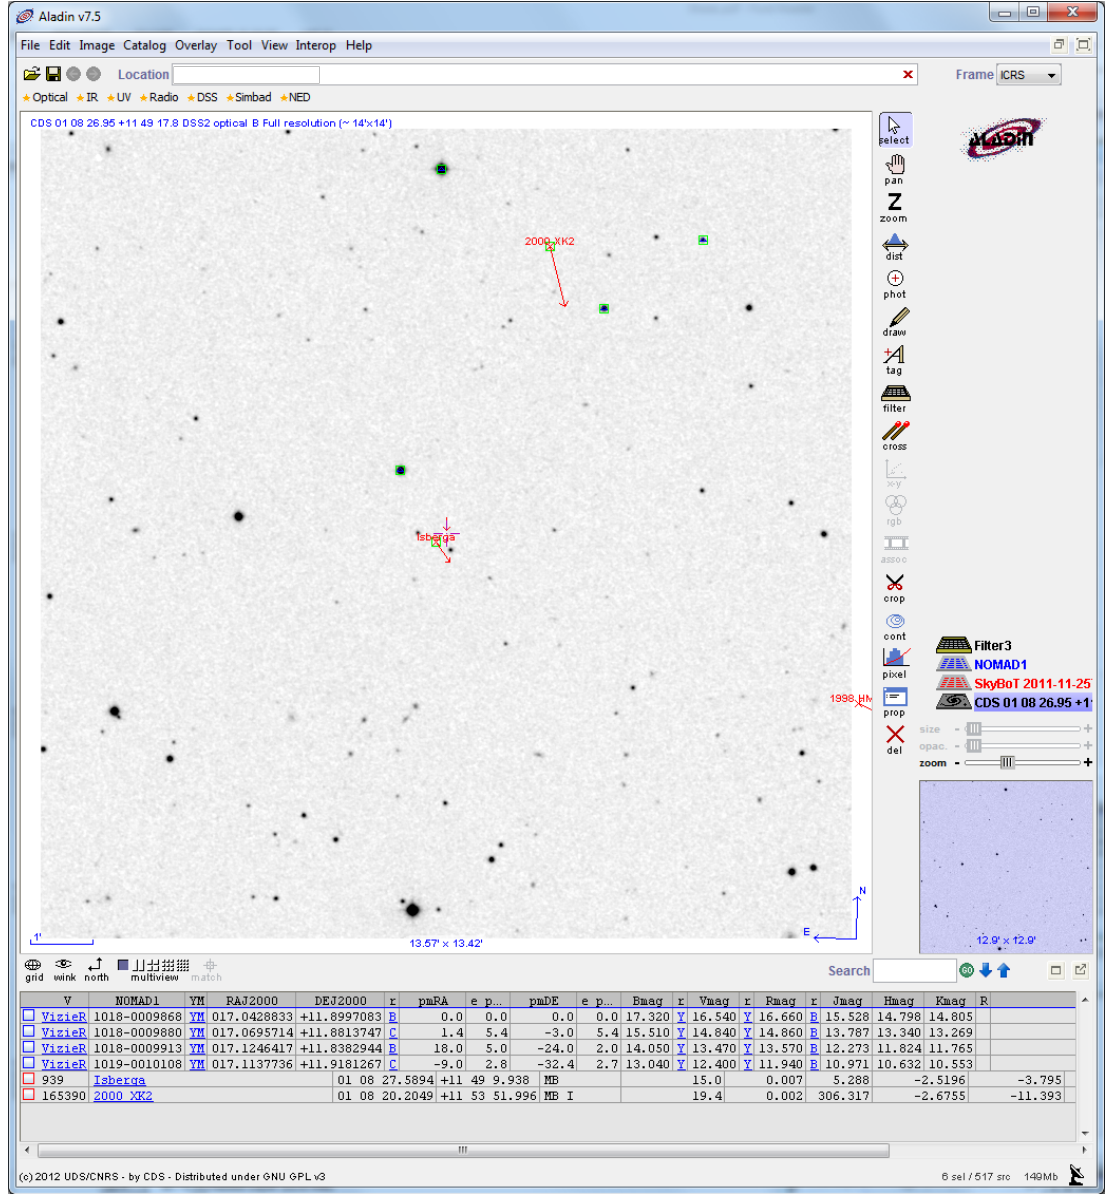 Aladin v7.5
File Edit Image Catalog Overlay Tool View Interop Help
Location Frame ICRS
Optical IR UV Radio DSS Simbad NED
CDS 01 08 26.95 +11 49 17.8 DSS2 optical B Full resolution (~ 14'x14')
ALADIN
select
pan
Z
zoom
dist
phot
draw
tag
filter
cross
x-y
rgb
assoc
crop
cont
pixel
prop
del
2000 XK2
Isberga
1998 HM
Filter3
NOMAD1
SkyBoT 2011-11-25
CDS 01 08 26.95 +1
size - +
opac. - +
zoom - +
N
E
1'
13.57' x 13.42'
12.9' x 12.9'
grid wink north multiview match Search GO
V NOMAD1 YM RAJ2000 DEJ2000 r pmRA e p... pmDE e p... Bmag r Vmag r Rmag r Jmag Hmag Kmag R
VizieR 1018-0009868 YM 017.0428833 +11.8997083 B 0.0 0.0 0.0 0.0 17.320 Y 16.540 Y 16.660 B 15.528 14.798 14.805
VizieR 1018-0009880 YM 017.0695714 +11.8813747 C 1.4 5.4 -3.0 5.4 15.510 Y 14.840 Y 14.860 B 13.787 13.340 13.269
VizieR 1018-0009913 YM 017.1246417 +11.8382944 B 18.0 5.0 -24.0 2.0 14.050 Y 13.470 Y 13.570 B 12.273 11.824 11.765
VizieR 1019-0010108 YM 017.1137736 +11.9181267 C -9.0 2.8 -32.4 2.7 13.040 Y 12.400 Y 11.940 B 10.971 10.632 10.553
939 Isberga 01 08 27.5894 +11 49 9.938 MB 15.0 0.007 5.288 -2.5196 -3.795
165390 2000 XK2 01 08 20.2049 +11 53 51.996 MB I 19.4 0.002 306.317 -2.6755 -11.393
(c) 2012 UDS/CNRS - by CDS - Distributed under GNU GPL v3 6 sel / 517 src 149Mb